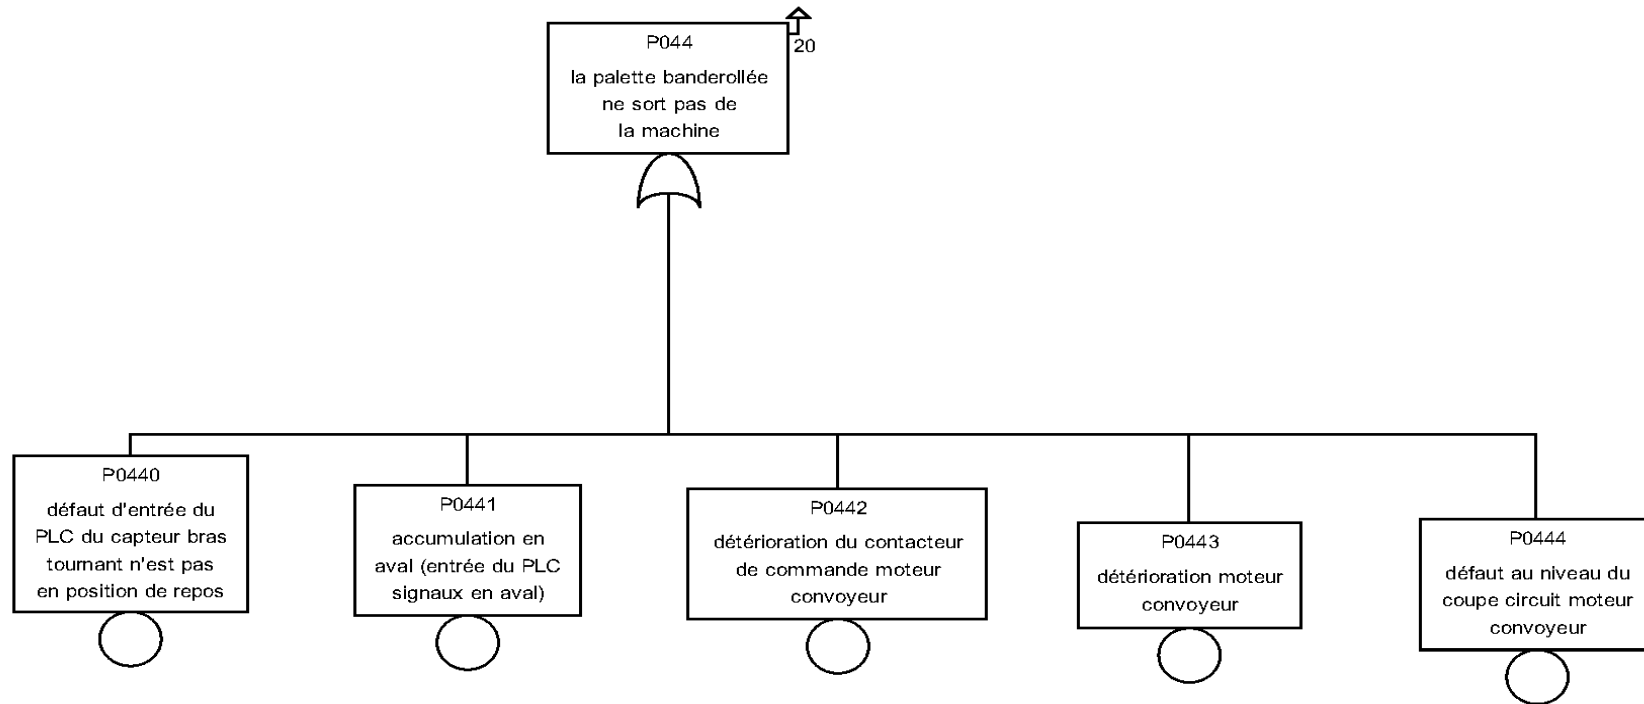 P044
20
la palette banderollée
ne sort pas de
la machine
P0440
défaut d'entrée du
PLC du capteur bras
tournant n'est pas
en position de repos
P0441
accumulation en
aval (entrée du PLC
signaux en aval)
P0442
détérioration du contacteur
de commande moteur
convoyeur
P0443
détérioration moteur
convoyeur
P0444
défaut au niveau du
coupe circuit moteur
convoyeur